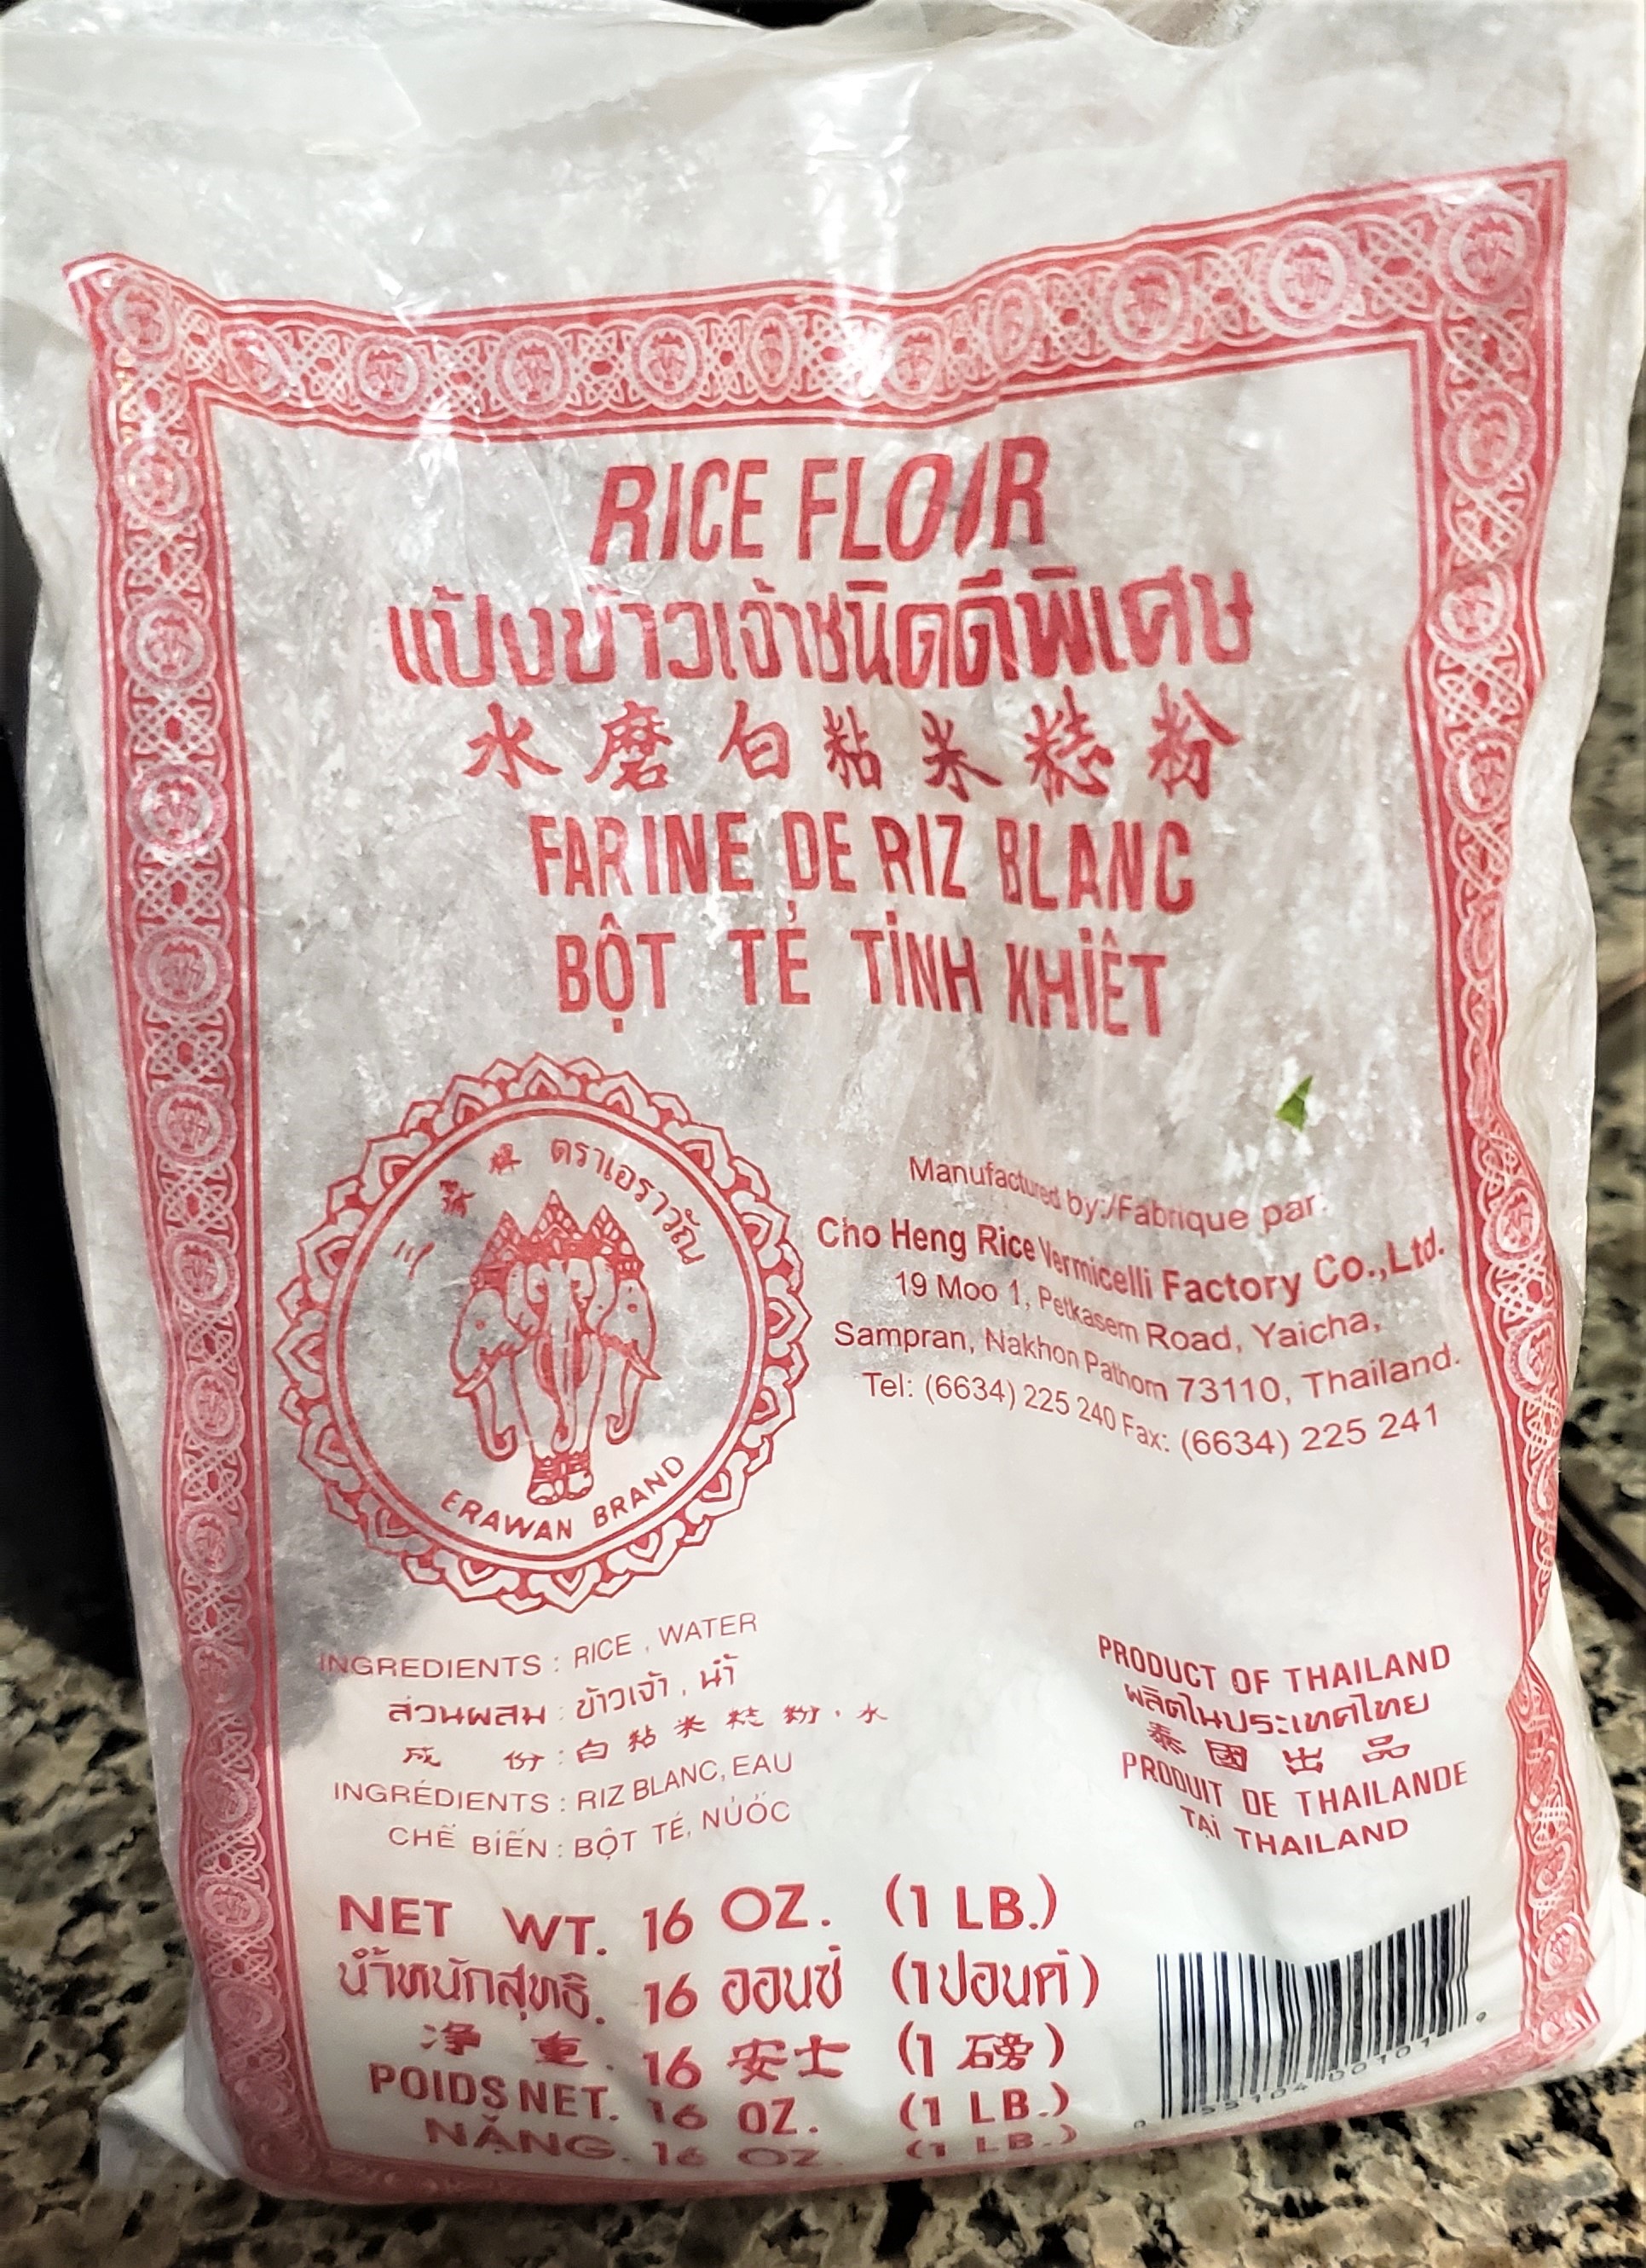 RICE FLOUR
แป้งข้าวเจ้าชนิดดีพิเศษ
水磨白粘米粉
FARINE DE RIZ BLANC
BỘT TẺ TINH KHIẾT
三 象 標 ตราเอราวัณ
ERAWAN BRAND
Manufactured by:/Fabrique par:
Cho Heng Rice Vermicelli Factory Co.,Ltd.
19 Moo 1, Petkasem Road, Yaicha,
Sampran, Nakhon Pathom 73110, Thailand.
Tel: (6634) 225 240 Fax: (6634) 225 241
INGREDIENTS : RICE , WATER
ส่วนผสม : ข้าวเจ้า , น้ำ
成 份 : 白粘米粉 , 水
INGRÉDIENTS : RIZ BLANC, EAU
CHẾ BIẾN : BỘT TẺ, NƯỚC
PRODUCT OF THAILAND
ผลิตในประเทศไทย
泰國出品
PRODUIT DE THAILANDE
TẠI THAILAND
NET WT. 16 OZ. (1 LB.)
น้ำหนักสุทธิ. 16 ออนซ์ (1ปอนด์)
净 重. 16 安士 (1 磅)
POIDS NET. 16 OZ. (1 LB.)
NẶNG. 16 OZ. (1 LB.)